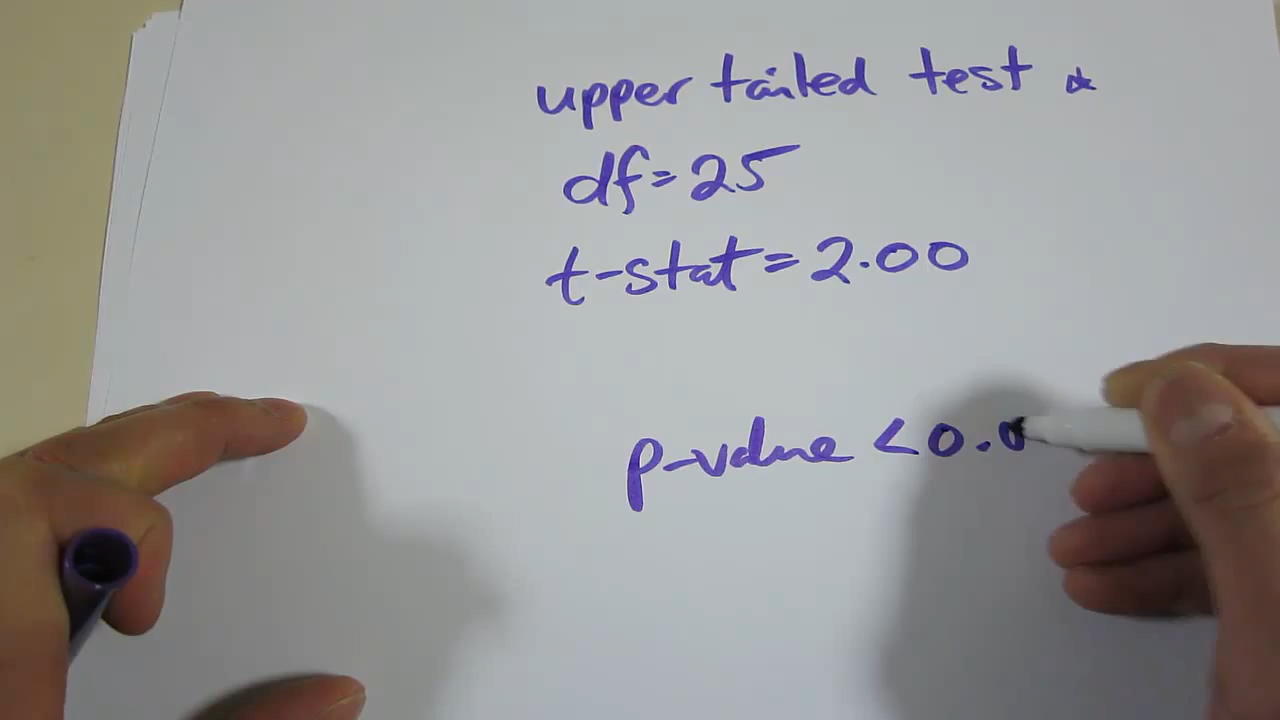 upper tailed test ☆
df=25
t-stat=2.00
p-value <0.0